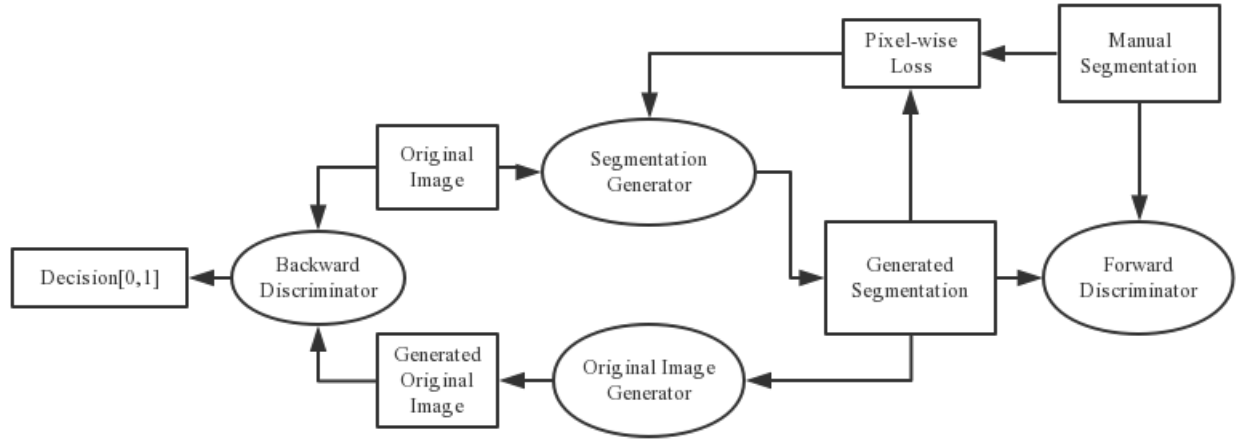 Pixel-wise
Loss
Manual
Segmentation
Original
Image
Segmentation
Generator
Decision[0,1]
Backward
Discriminator
Generated
Segmentation
Forward
Discriminator
Generated
Original
Image
Original Image
Generator